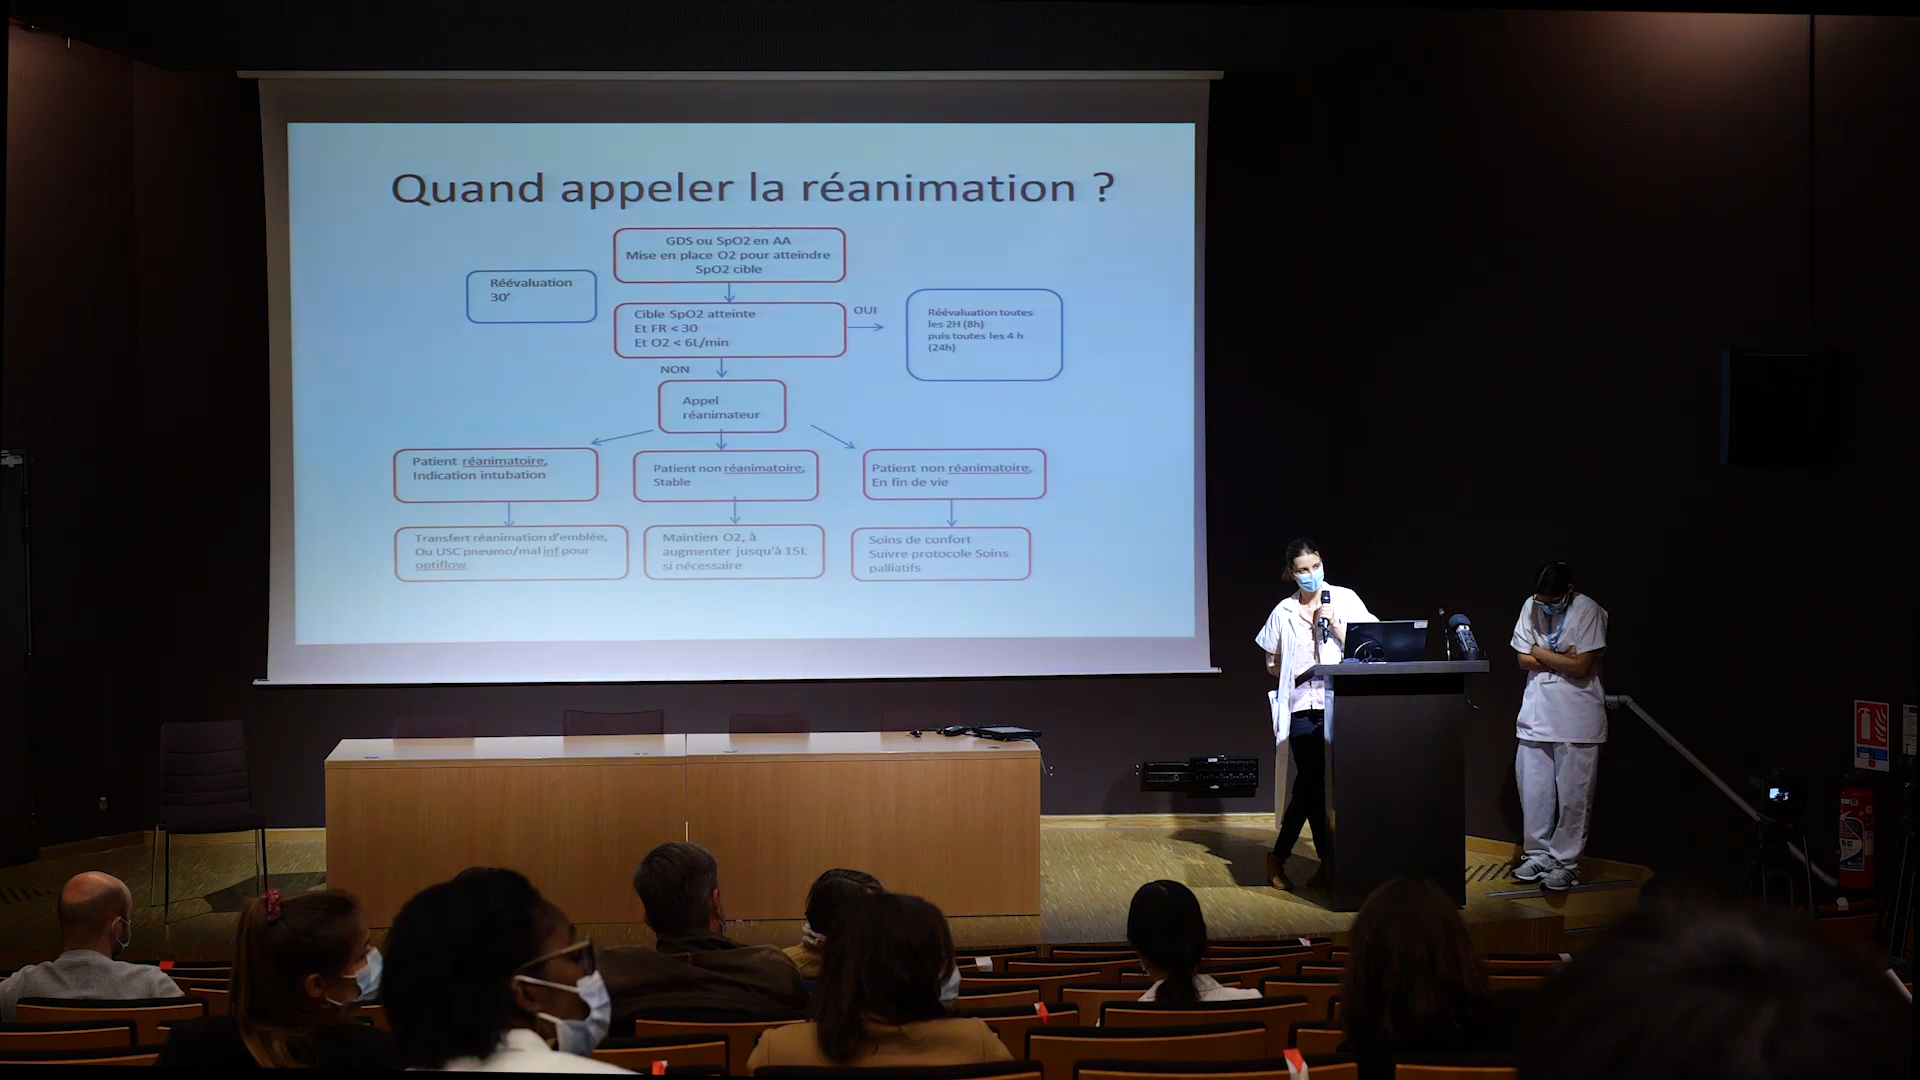 Quand appeler la réanimation ?
GDS ou SpO2 en AA
Mise en place O2 pour atteindre
SpO2 cible
Réévaluation
30'
Cible SpO2 atteinte
Et FR < 30
Et O2 < 6L/min
OUI
Réévaluation toutes
les 2H (8h)
puis toutes les 4 h
(24h)
NON
Appel
réanimateur
Patient réanimatoire,
Indication intubation
Patient non réanimatoire,
Stable
Patient non réanimatoire,
En fin de vie
Transfert réanimation d'emblée,
Ou USC pneumo/mal inf pour
optiflow
Maintien O2, à
augmenter jusqu'à 15L
si nécessaire
Soins de confort
Suivre protocole Soins
palliatifs